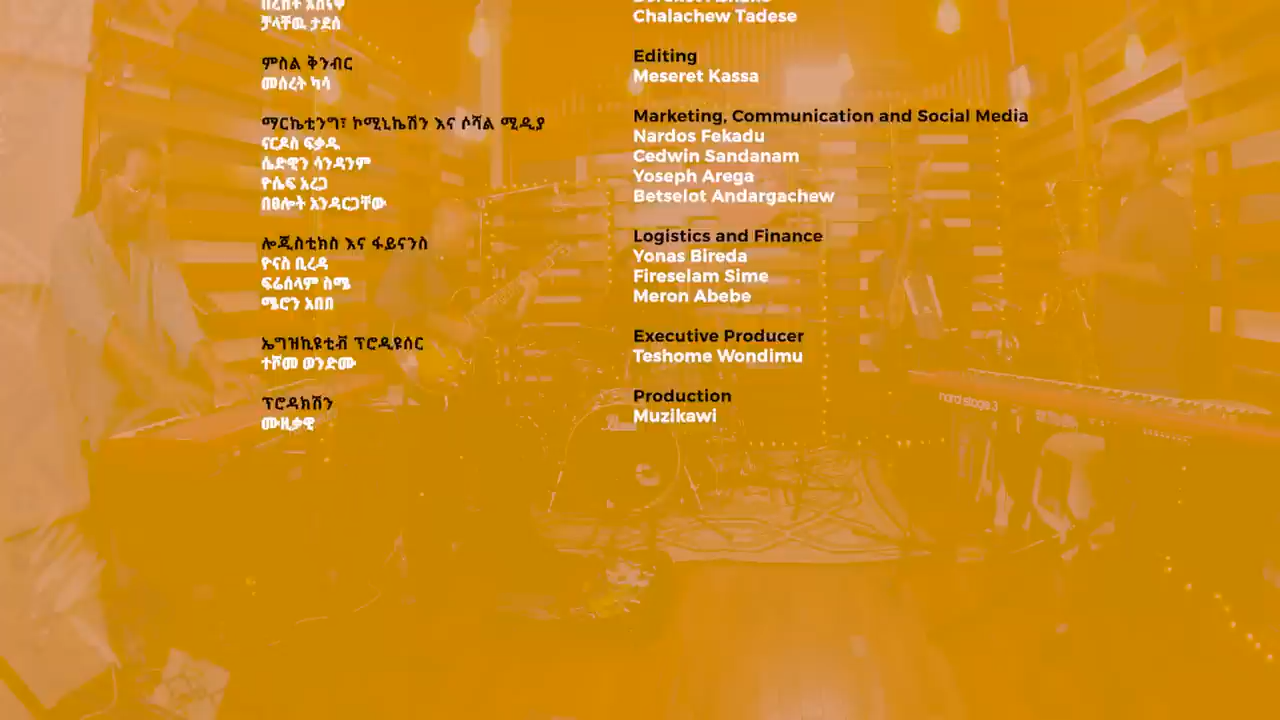 ቻላቸዉ ታደሰ
Chalachew Tadese
ምስል ቅንብር
መሰረት ካሳ
Editing
Meseret Kassa
ማርኬቲንግ፣ ኮሚኒኬሽን እና ሶሻል ሚዲያ
ናርዶስ ፍቃዱ
ሴድዊን ሳንዳንም
ዮሴፍ አረጋ
በፀሎት አንዳርጋቸው
Marketing, Communication and Social Media
Nardos Fekadu
Cedwin Sandanam
Yoseph Arega
Betselot Andargachew
ሎጂስቲክስ እና ፋይናንስ
ዮናስ ቢረዳ
ፍሬሰላም ስሜ
ሜሮን አበበ
Logistics and Finance
Yonas Bireda
Fireselam Sime
Meron Abebe
ኤግዝኪዩቲቭ ፕሮዲዩሰር
ተሾመ ወንድሙ
Executive Producer
Teshome Wondimu
ፕሮዳክሽን
ሙዚቃዊ
Production
Muzikawi
nord stage 3